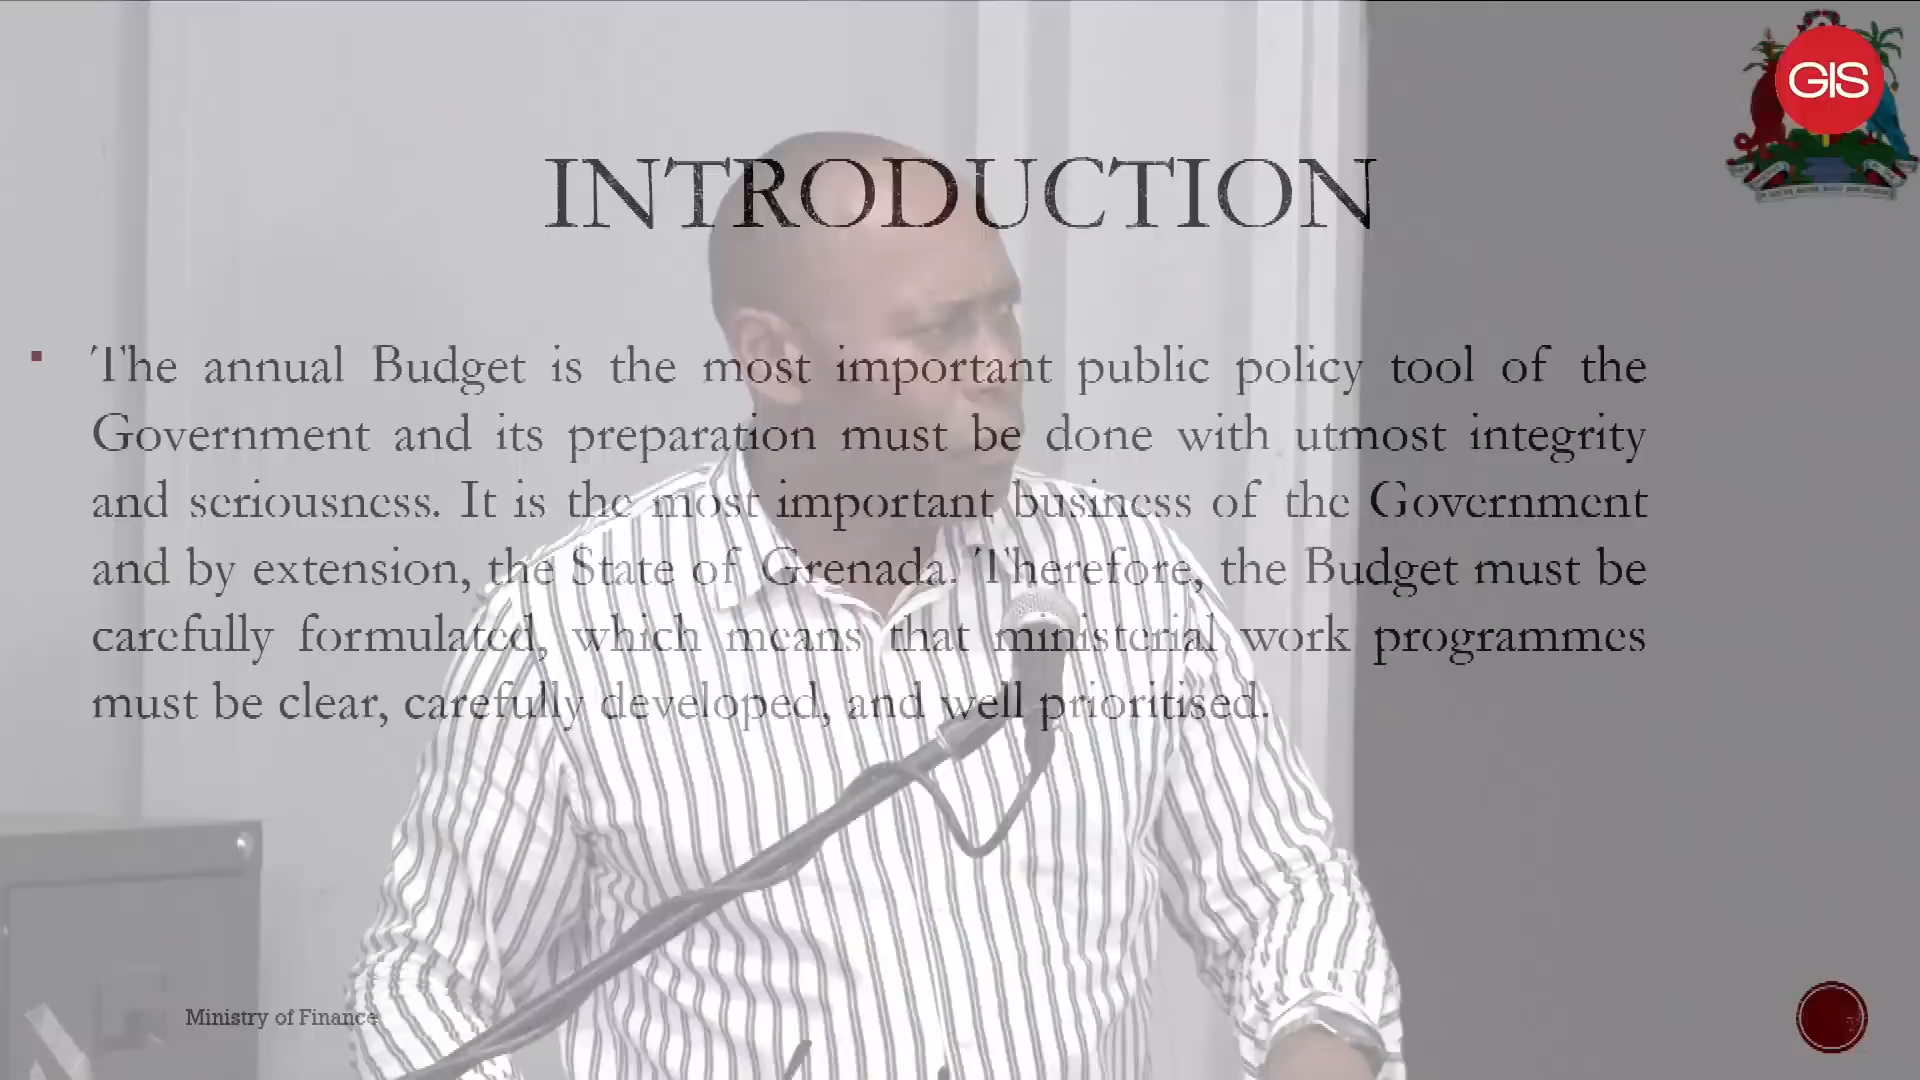 GIS
INTRODUCTION
▪ The annual Budget is the most important public policy tool of the
Government and its preparation must be done with utmost integrity
and seriousness. It is the most important business of the Government
and by extension, the State of Grenada. Therefore, the Budget must be
carefully formulated, which means that ministerial work programmes
must be clear, carefully developed, and well prioritised.
Ministry of Finance